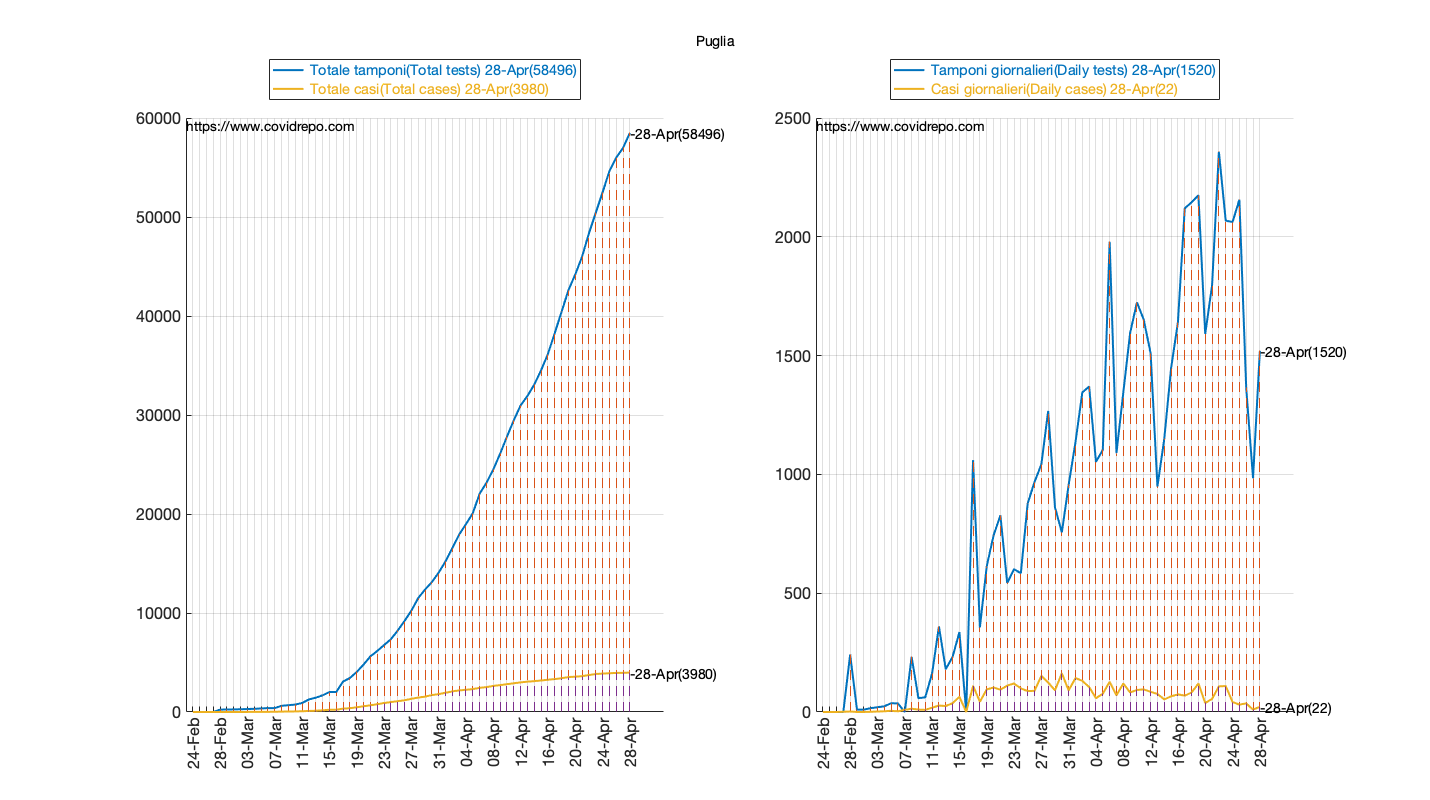 Puglia
Totale tamponi(Total tests) 28-Apr(58496)
Totale casi(Total cases) 28-Apr(3980)
https://www.covidrepo.com
60000
50000
40000
30000
20000
10000
0
28-Apr(58496)
28-Apr(3980)
24-Feb
28-Feb
03-Mar
07-Mar
11-Mar
15-Mar
19-Mar
23-Mar
27-Mar
31-Mar
04-Apr
08-Apr
12-Apr
16-Apr
20-Apr
24-Apr
28-Apr
Tamponi giornalieri(Daily tests) 28-Apr(1520)
Casi giornalieri(Daily cases) 28-Apr(22)
https://www.covidrepo.com
2500
2000
1500
1000
500
0
28-Apr(1520)
28-Apr(22)
24-Feb
28-Feb
03-Mar
07-Mar
11-Mar
15-Mar
19-Mar
23-Mar
27-Mar
31-Mar
04-Apr
08-Apr
12-Apr
16-Apr
20-Apr
24-Apr
28-Apr